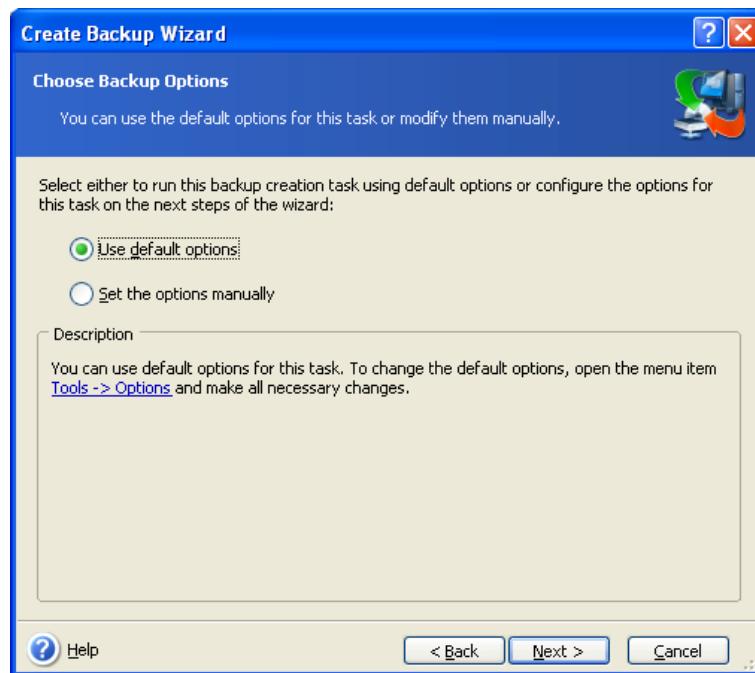 Create Backup Wizard
Choose Backup Options
You can use the default options for this task or modify them manually.
Select either to run this backup creation task using default options or configure the options for
this task on the next steps of the wizard:
Use default options
Set the options manually
Description
You can use default options for this task. To change the default options, open the menu item
Tools -> Options and make all necessary changes.
Help
< Back
Next >
Cancel